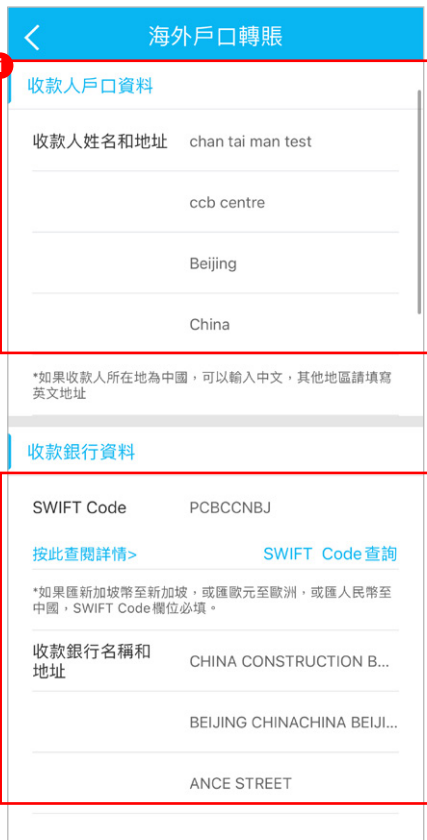 海外戶口轉賬
收款人戶口資料
收款人姓名和地址 chan tai man test
ccb centre
Beijing
China
*如果收款人所在地為中國，可以輸入中文，其他地區請填寫
英文地址
收款銀行資料
SWIFT Code PCBCCNBJ
按此查閱詳情> SWIFT Code查詢
*如果匯新加坡幣至新加坡，或匯歐元至歐洲，或匯人民幣至
中國，SWIFT Code欄位必填。
收款銀行名稱和
地址 CHINA CONSTRUCTION B...
BEIJING CHINACHINA BEIJI...
ANCE STREET